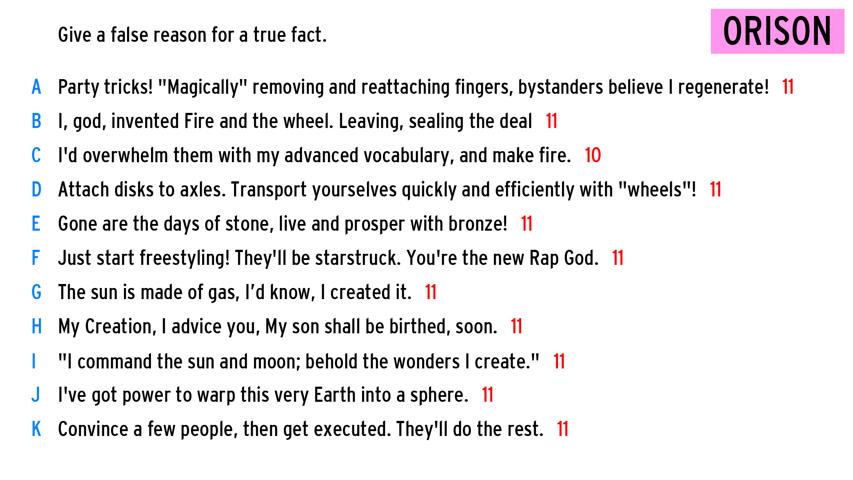 Give a false reason for a true fact.
ORISON
A Party tricks! "Magically" removing and reattaching fingers, bystanders believe I regenerate! 11
B I, god, invented Fire and the wheel. Leaving, sealing the deal 11
C I'd overwhelm them with my advanced vocabulary, and make fire. 10
D Attach disks to axles. Transport yourselves quickly and efficiently with "wheels"! 11
E Gone are the days of stone, live and prosper with bronze! 11
F Just start freestyling! They'll be starstruck. You're the new Rap God. 11
G The sun is made of gas, I’d know, I created it. 11
H My Creation, I advice you, My son shall be birthed, soon. 11
I "I command the sun and moon; behold the wonders I create." 11
J I've got power to warp this very Earth into a sphere. 11
K Convince a few people, then get executed. They'll do the rest. 11